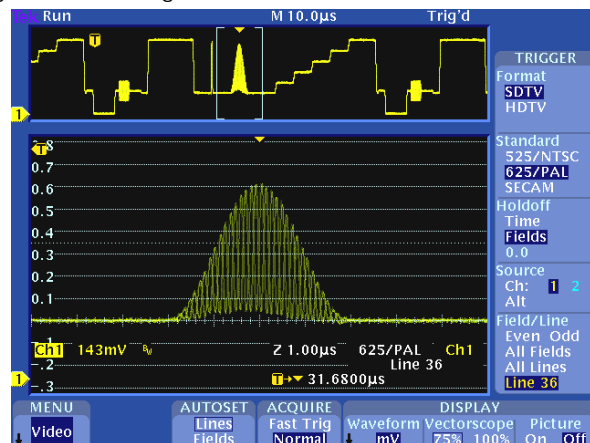 Run M 10.0µs Trig'd
T
1
TRIGGER
Format
SDTV
HDTV
Standard
525/NTSC
625/PAL
SECAM
Holdoff
Time
Fields
0.0
Source
Ch: 1 2
Alt
Field/Line
Even Odd
All Fields
All Lines
Line 36
T
0.7
0.6
0.5
0.4
0.3
0.2
0.1
Ch1 143mV Z 1.00µs 625/PAL Ch1
-.2 Line 36
T 31.6800µs
1
-.3
MENU AUTOSET ACQUIRE DISPLAY
Video Lines Fast Trig Waveform Vectorscope Picture
Fields Normal mV 75% 100% On Off